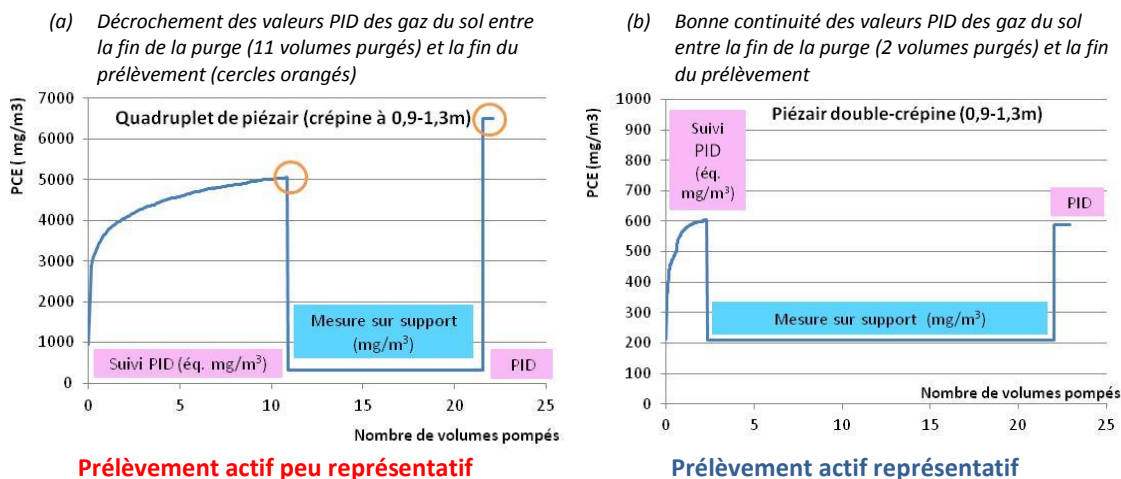 (a) Décrochement des valeurs PID des gaz du sol entre
la fin de la purge (11 volumes purgés) et la fin du
prélèvement (cercles orangés)
7000
6000
5000
4000
3000
2000
1000
0
PCE ( mg/m3)
Quadruplet de piézair (crépine à 0,9-1,3m)
Mesure sur support
(mg/m³)
Suivi PID (éq. mg/m³)
PID
0 5 10 15 20 25
Nombre de volumes pompés
Prélèvement actif peu représentatif
(b) Bonne continuité des valeurs PID des gaz du sol
entre la fin de la purge (2 volumes purgés) et la fin
du prélèvement
1000
900
800
700
600
500
400
300
200
100
0
PCE (mg/m3)
Piézair double-crépine (0,9-1,3m)
Suivi
PID
(éq.
mg/m³)
PID
Mesure sur support (mg/m³)
Nombre de volumes pompés
0 5 10 15 20 25
Prélèvement actif représentatif